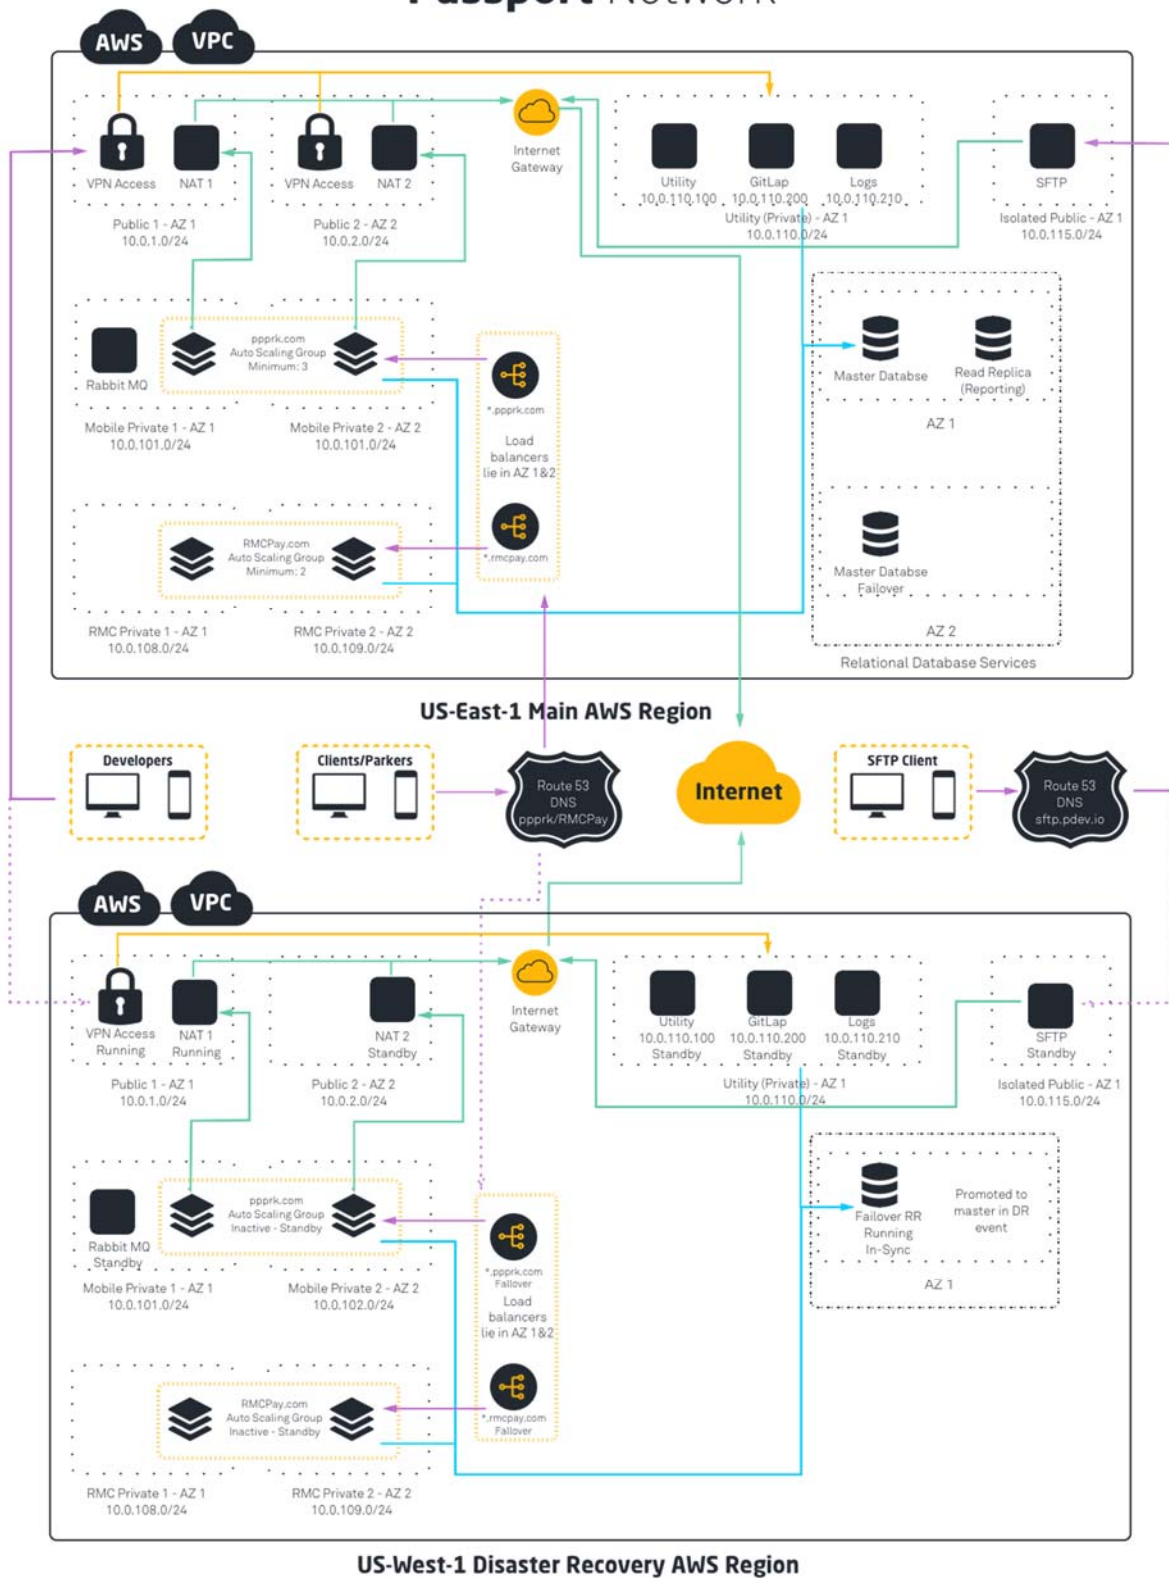 Passport Network
AWS
VPC
VPN Access
NAT 1
Public 1 - AZ 1
10.0.1.0/24
VPN Access
NAT 2
Public 2 - AZ 2
10.0.2.0/24
Internet
Gateway
Utility
10.0.110.100
GitLap
10.0.110.200
Logs
10.0.110.210
Utility (Private) - AZ 1
10.0.110.0/24
SFTP
Isolated Public - AZ 1
10.0.115.0/24
Rabbit MQ
ppprk.com
Auto Scaling Group
Minimum: 3
Mobile Private 1 - AZ 1
10.0.101.0/24
Mobile Private 2 - AZ 2
10.0.101.0/24
*.ppprk.com
Load
balancers
lie in AZ 1&2
*.rmcpay.com
Master Databse
Read Replica
(Reporting)
AZ 1
Master Databse
Failover
AZ 2
Relational Database Services
RMCPay.com
Auto Scaling Group
Minimum: 2
RMC Private 1 - AZ 1
10.0.108.0/24
RMC Private 2 - AZ 2
10.0.109.0/24
US-East-1 Main AWS Region
Developers
Clients/Parkers
Route 53
DNS
ppprk/RMCPay
Internet
SFTP Client
Route 53
DNS
sftp.pdev.io
AWS
VPC
VPN Access
Running
NAT 1
Running
Public 1 - AZ 1
10.0.1.0/24
NAT 2
Standby
Public 2 - AZ 2
10.0.2.0/24
Internet
Gateway
Utility
10.0.110.100
Standby
GitLap
10.0.110.200
Standby
Logs
10.0.110.210
Standby
Utility (Private) - AZ 1
10.0.110.0/24
SFTP
Standby
Isolated Public - AZ 1
10.0.115.0/24
Rabbit MQ
Standby
ppprk.com
Auto Scaling Group
Inactive - Standby
Mobile Private 1 - AZ 1
10.0.101.0/24
Mobile Private 2 - AZ 2
10.0.102.0/24
*.ppprk.com
Failover
Load
balancers
lie in AZ 1&2
*.rmcpay.com
Failover
Failover RR
Running
In-Sync
Promoted to
master in DR
event
AZ 1
RMCPay.com
Auto Scaling Group
Inactive - Standby
RMC Private 1 - AZ 1
10.0.108.0/24
RMC Private 2 - AZ 2
10.0.109.0/24
US-West-1 Disaster Recovery AWS Region